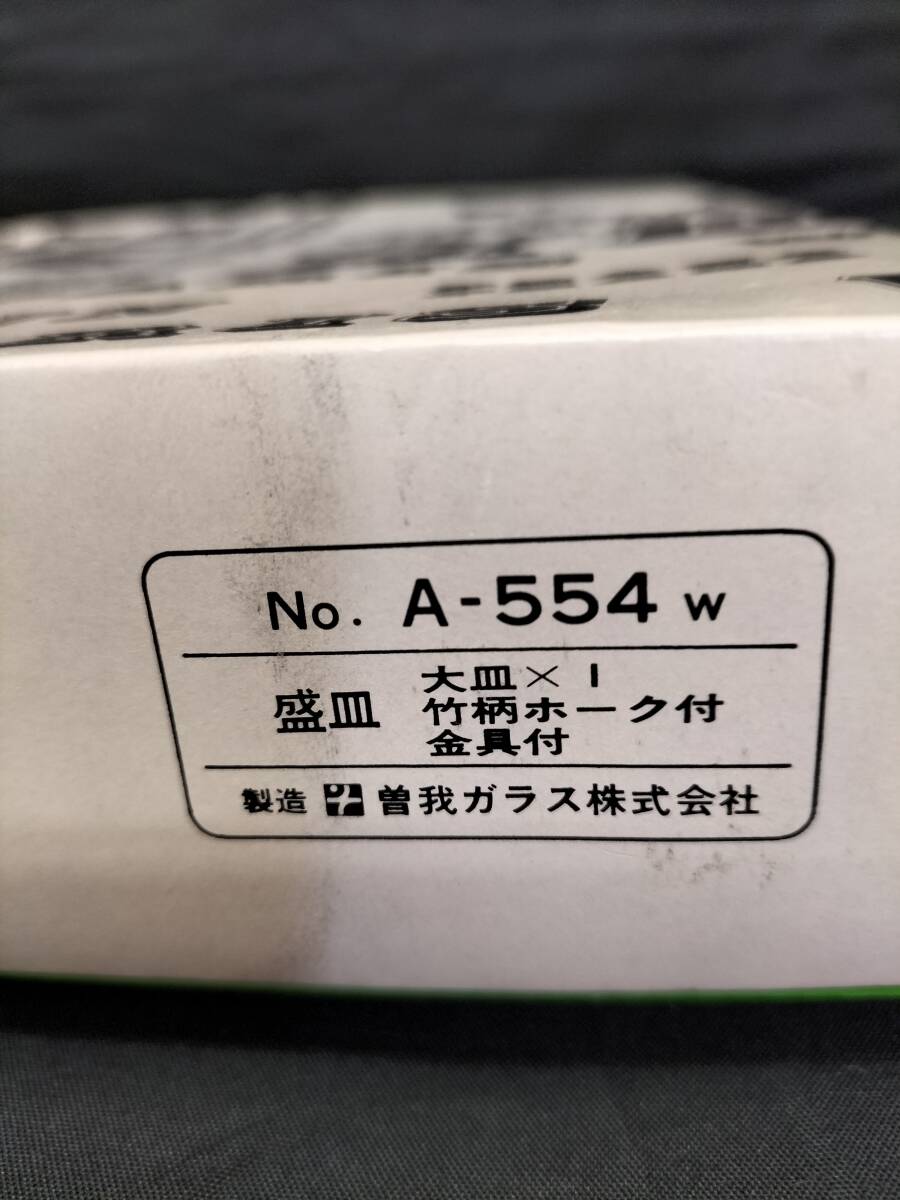 No. A-554 W
盛皿
大皿×1
竹柄ホーク付
金具付
製造 曽我ガラス株式会社